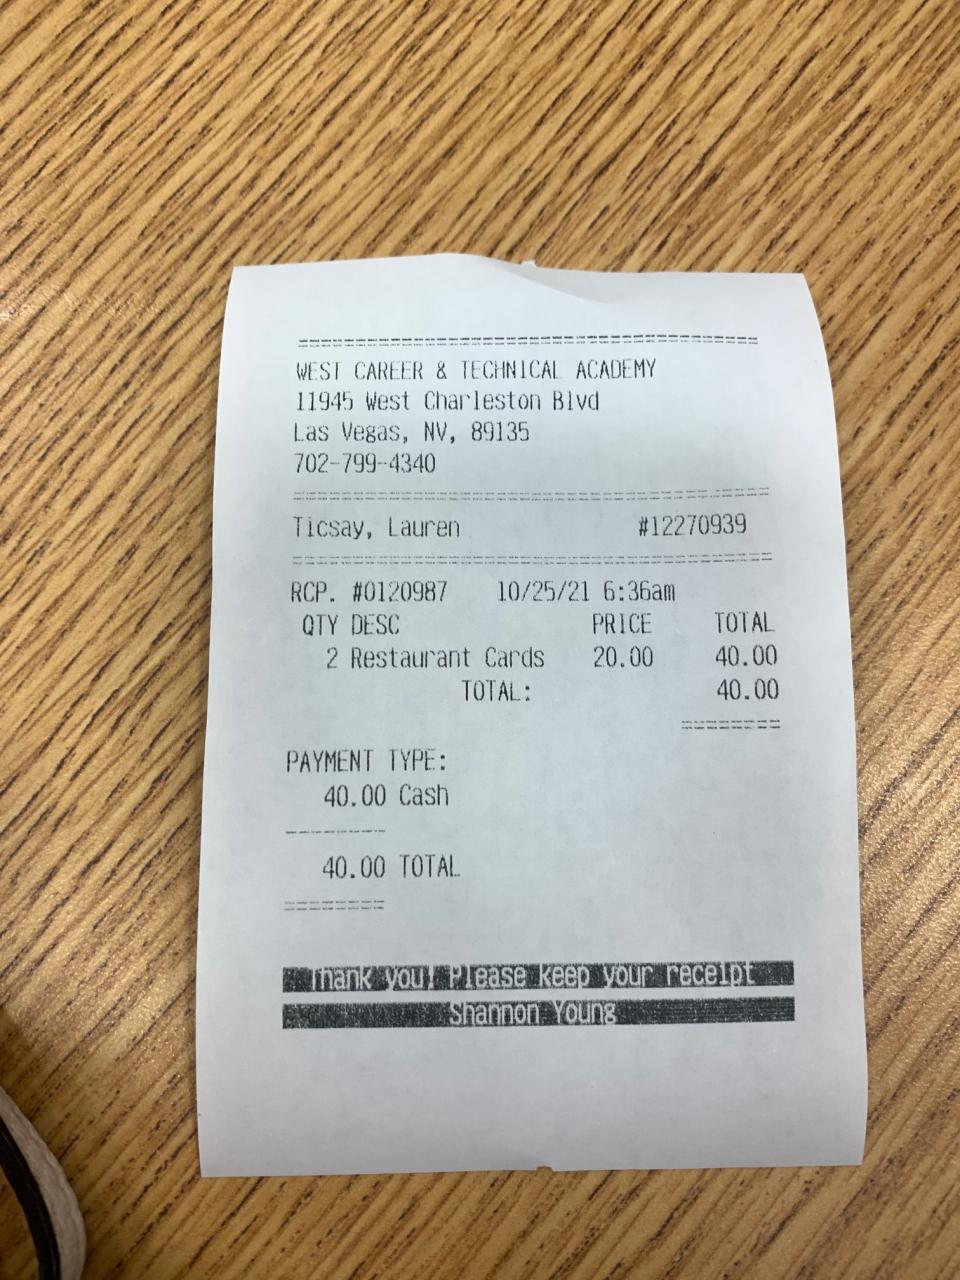 WEST CAREER & TECHNICAL ACADEMY
11945 West Charleston Blvd
Las Vegas, NV, 89135
702-799-4340
Ticsay, Lauren #12270939
RCP. #0120987 10/25/21 6:36am
QTY DESC PRICE TOTAL
2 Restaurant Cards 20.00 40.00
TOTAL: 40.00
PAYMENT TYPE:
40.00 Cash
40.00 TOTAL
Thank you! Please keep your receipt
Shannon Young